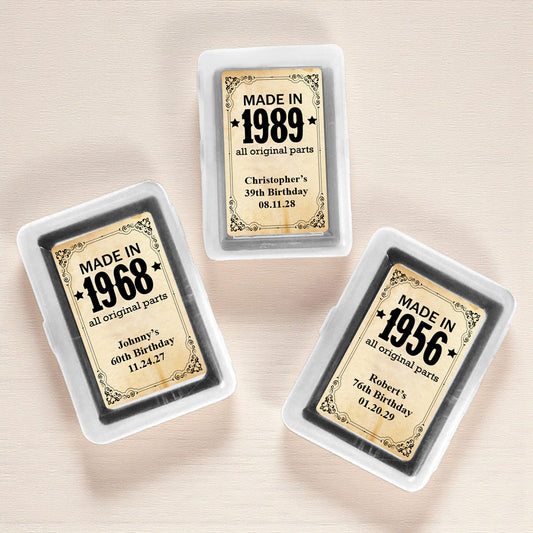 MADE IN
1989
all original parts
Christopher's
39th Birthday
08.11.28
MADE IN
1968
all original parts
Johnny's
60th Birthday
11.24.27
MADE IN
1956
all original parts
Robert's
76th Birthday
01.20.29